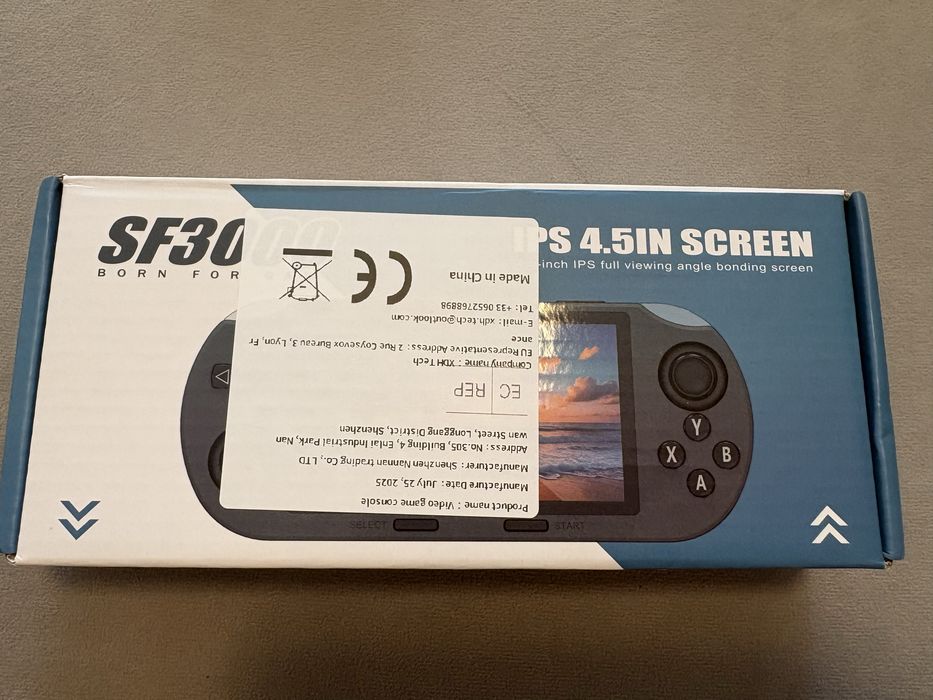 SF3000
BORN FOR
IPS 4.5IN SCREEN
-inch IPS full viewing angle bonding screen
Product name : Video game console
Manufacture Date : July 25, 2025
Manufacturer: Shenzhen Nannan trading Co., LTD
Address : No.305, Building 4, Entai Industrial Park, Nan
wan Street, Longgang District, Shenzhen
EC REP
Company name : XDH Tech
EU Representative Address : 2 Rue Coysevox Bureau 3, Lyon, Fr
ance
E-mail : xdh.tech@outlook.com
Tel : +33 0652768898
Made in China
CE
Y
X B
A
SELECT START